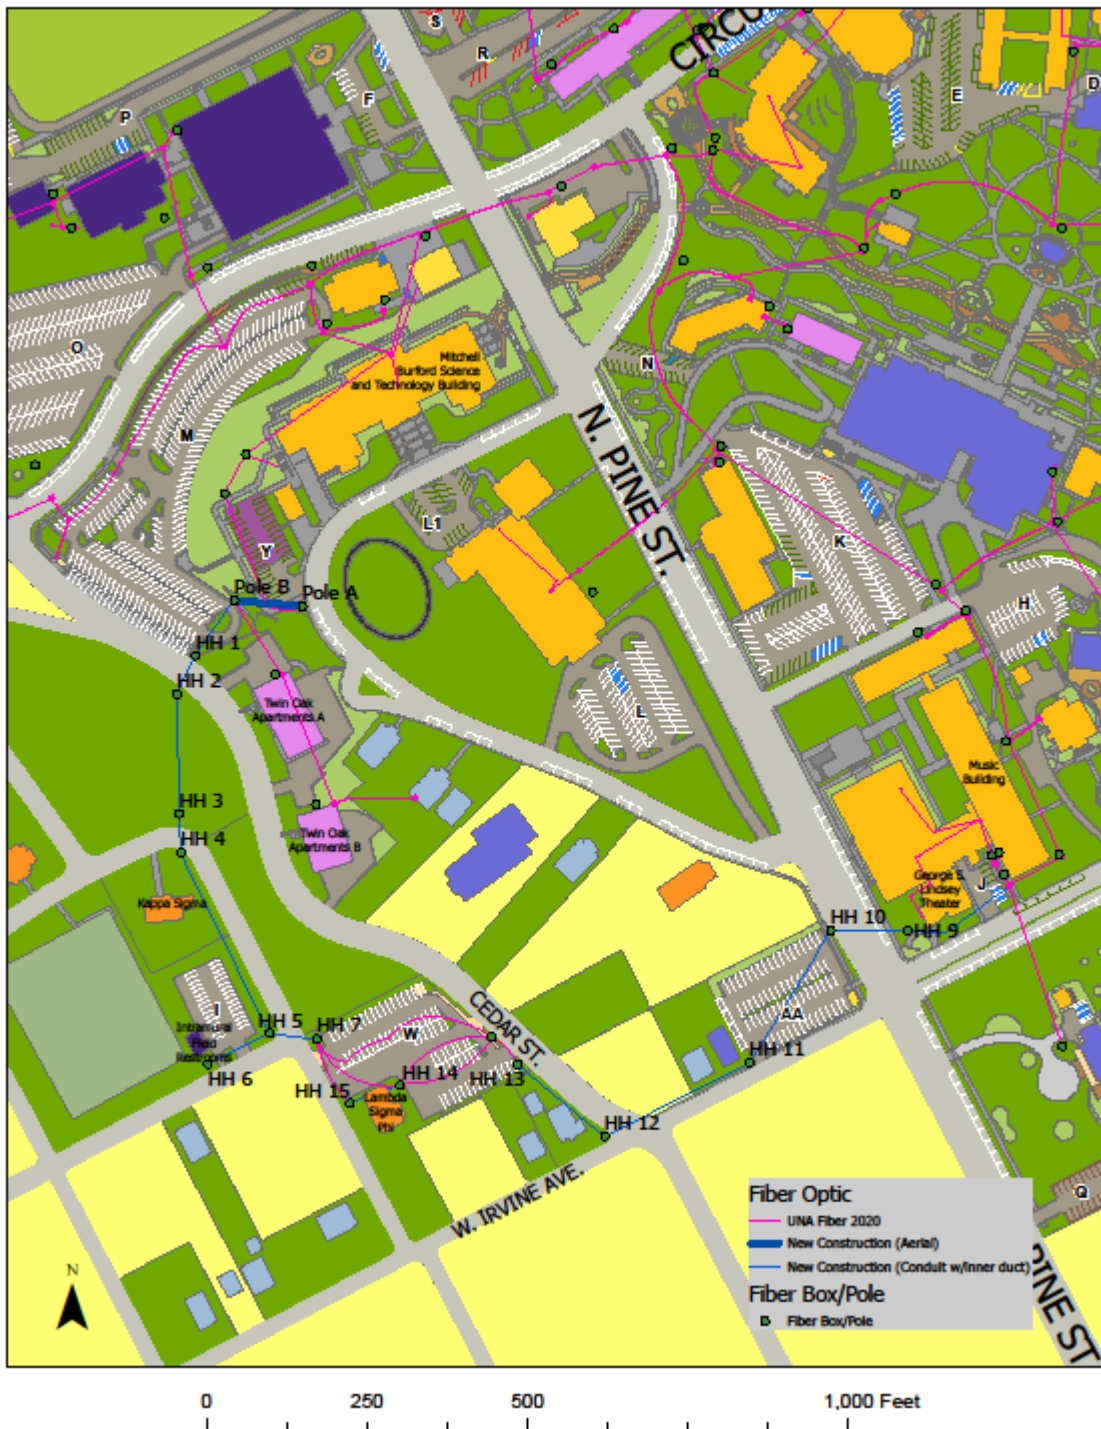 S
CIRCU
R
F
P
E
D
O
N
Mitchell
Burford Science
and Technology Building
M
N. PINE ST.
L1
K
Y
Pole B
Pole A
H
HH 1
HH 2
Twin Oak
Apartments A
L
Music
Building
HH 3
HH 4
Twin Oak
Apartments B
George S.
Lindsey
Theater
J
Kappa Sigma
HH 10
HH 9
I
Intramural
Field
Restrooms
HH 5
HH 7
W
CEDAR ST.
AA
HH 6
HH 11
HH 15
HH 14
HH 13
Lambda
Sigma
Phi
HH 12
W. IRVINE AVE.
Q
Fiber Optic
UNA Fiber 2020
New Construction (Aerial)
New Construction (Conduit w/inner duct)
Fiber Box/Pole
Fiber Box/Pole
PINE ST
N
0 250 500 1,000 Feet